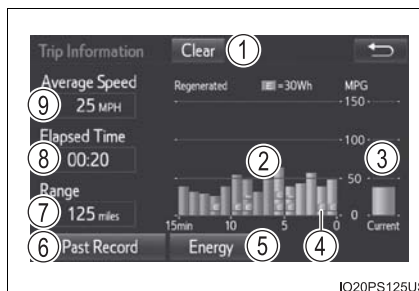 Trip Information Clear 1
Average Speed Regenerated E =30Wh MPG
9 25 MPH 150
Elapsed Time 100
8 00:20 2 3
50
Range
7 125 miles 0
15min 10 5 4 0 Current
6 Past Record Energy 5
IO20PS125US